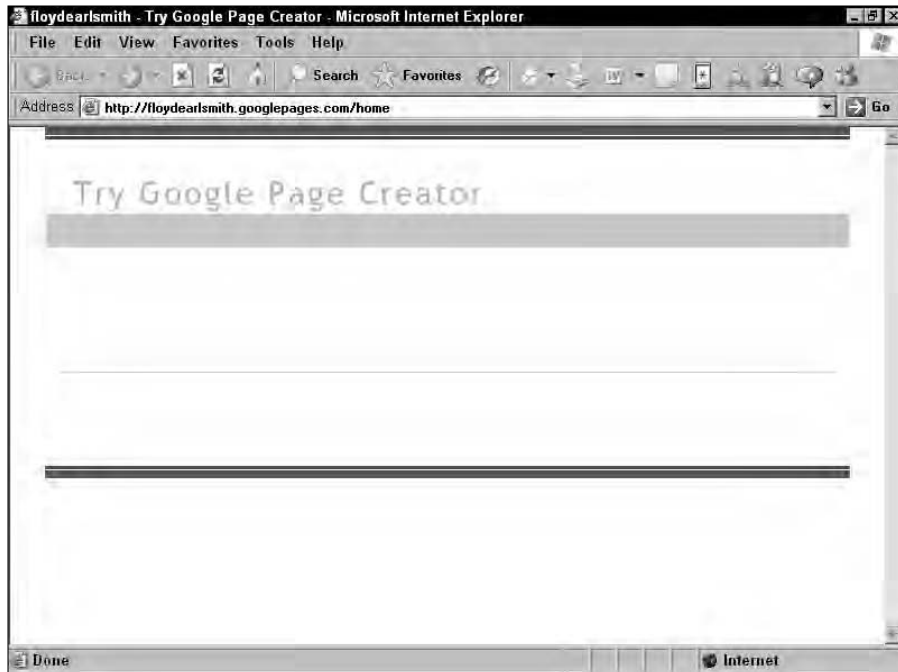 floydearlsmith - Try Google Page Creator - Microsoft Internet Explorer
File Edit View Favorites Tools Help
Back Search Favorites W
Address http://floydearlsmith.googlepages.com/home Go
Try Google Page Creator
Done Internet